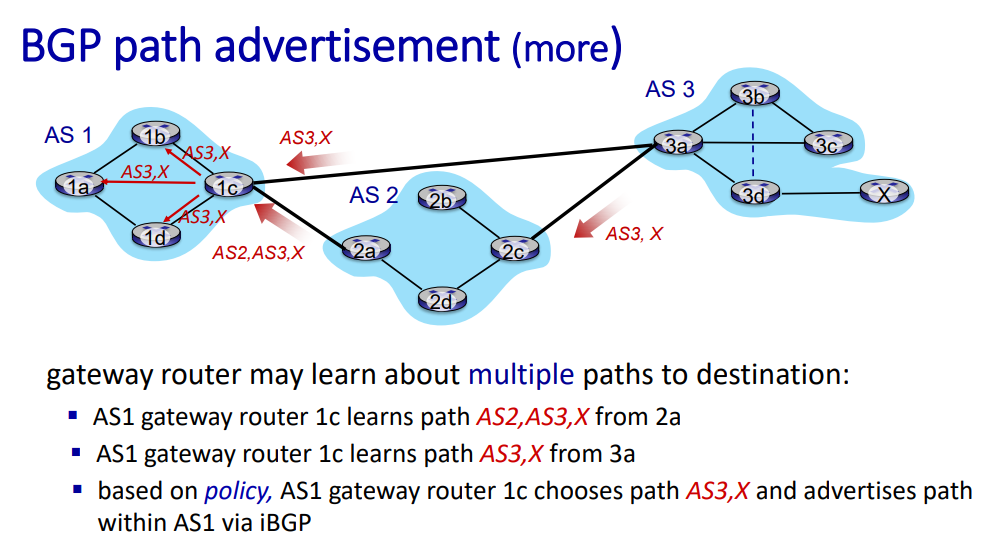 BGP path advertisement (more)
AS 3
3b
AS 1
1b
AS3,X
3a
3c
AS3,X
AS3,X
1a
1c
AS 2
2b
3d
X
AS3,X
1d
AS2,AS3,X
2a
2c
AS3, X
2d
gateway router may learn about multiple paths to destination:
▪ AS1 gateway router 1c learns path AS2,AS3,X from 2a
▪ AS1 gateway router 1c learns path AS3,X from 3a
▪ based on policy, AS1 gateway router 1c chooses path AS3,X and advertises path
within AS1 via iBGP